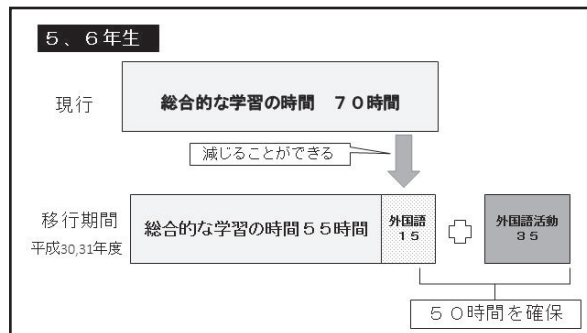 ５、６年生
現行
総合的な学習の時間　７０時間
減じることができる
移行期間
平成30,31年度
総合的な学習の時間５５時間
外国語
１５
外国語活動
３５
５０時間を確保